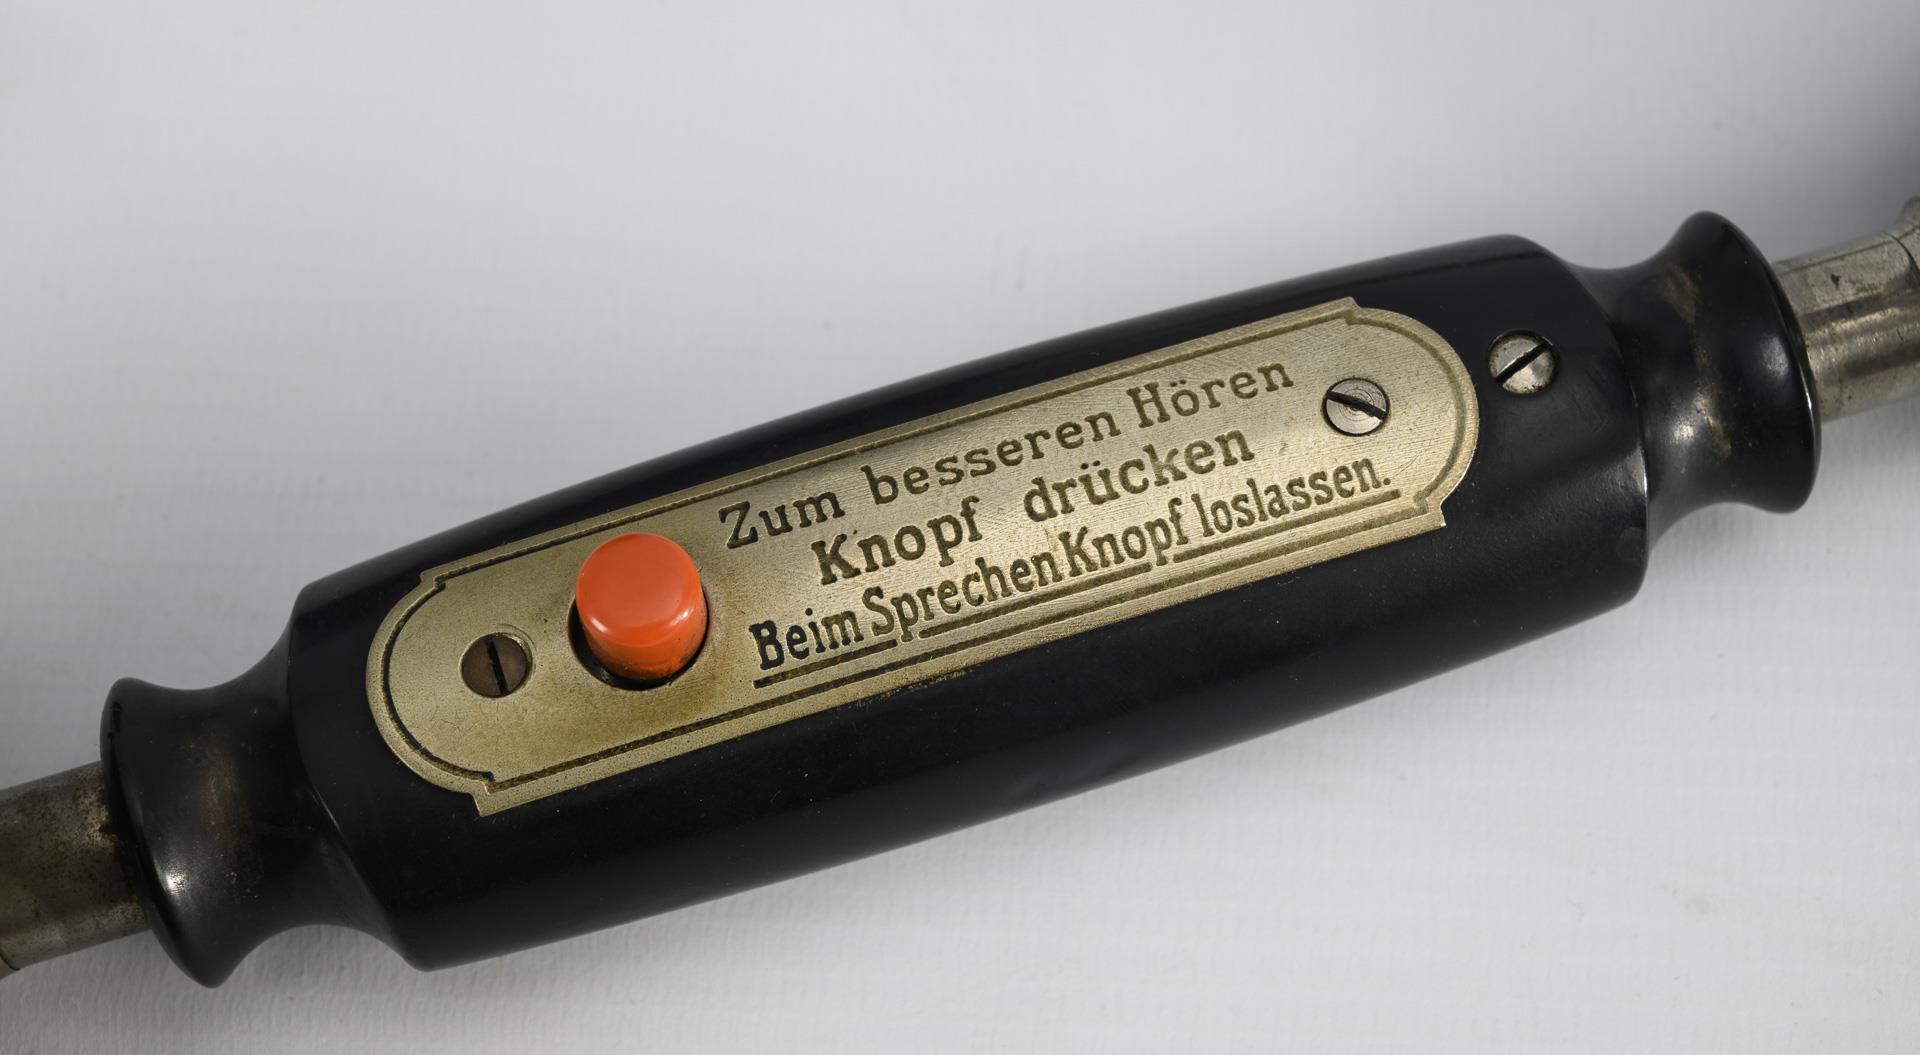 Zum besseren Hören
Knopf drücken
Beim Sprechen Knopf loslassen.